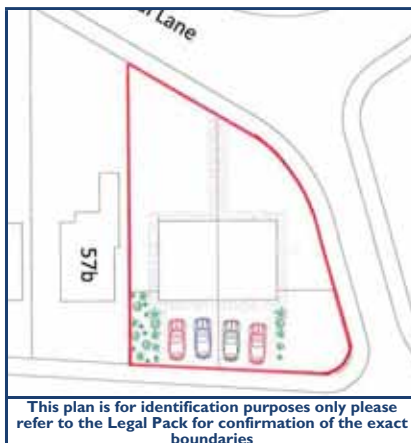 Lane
57b
This plan is for identification purposes only please
refer to the Legal Pack for confirmation of the exact
boundaries